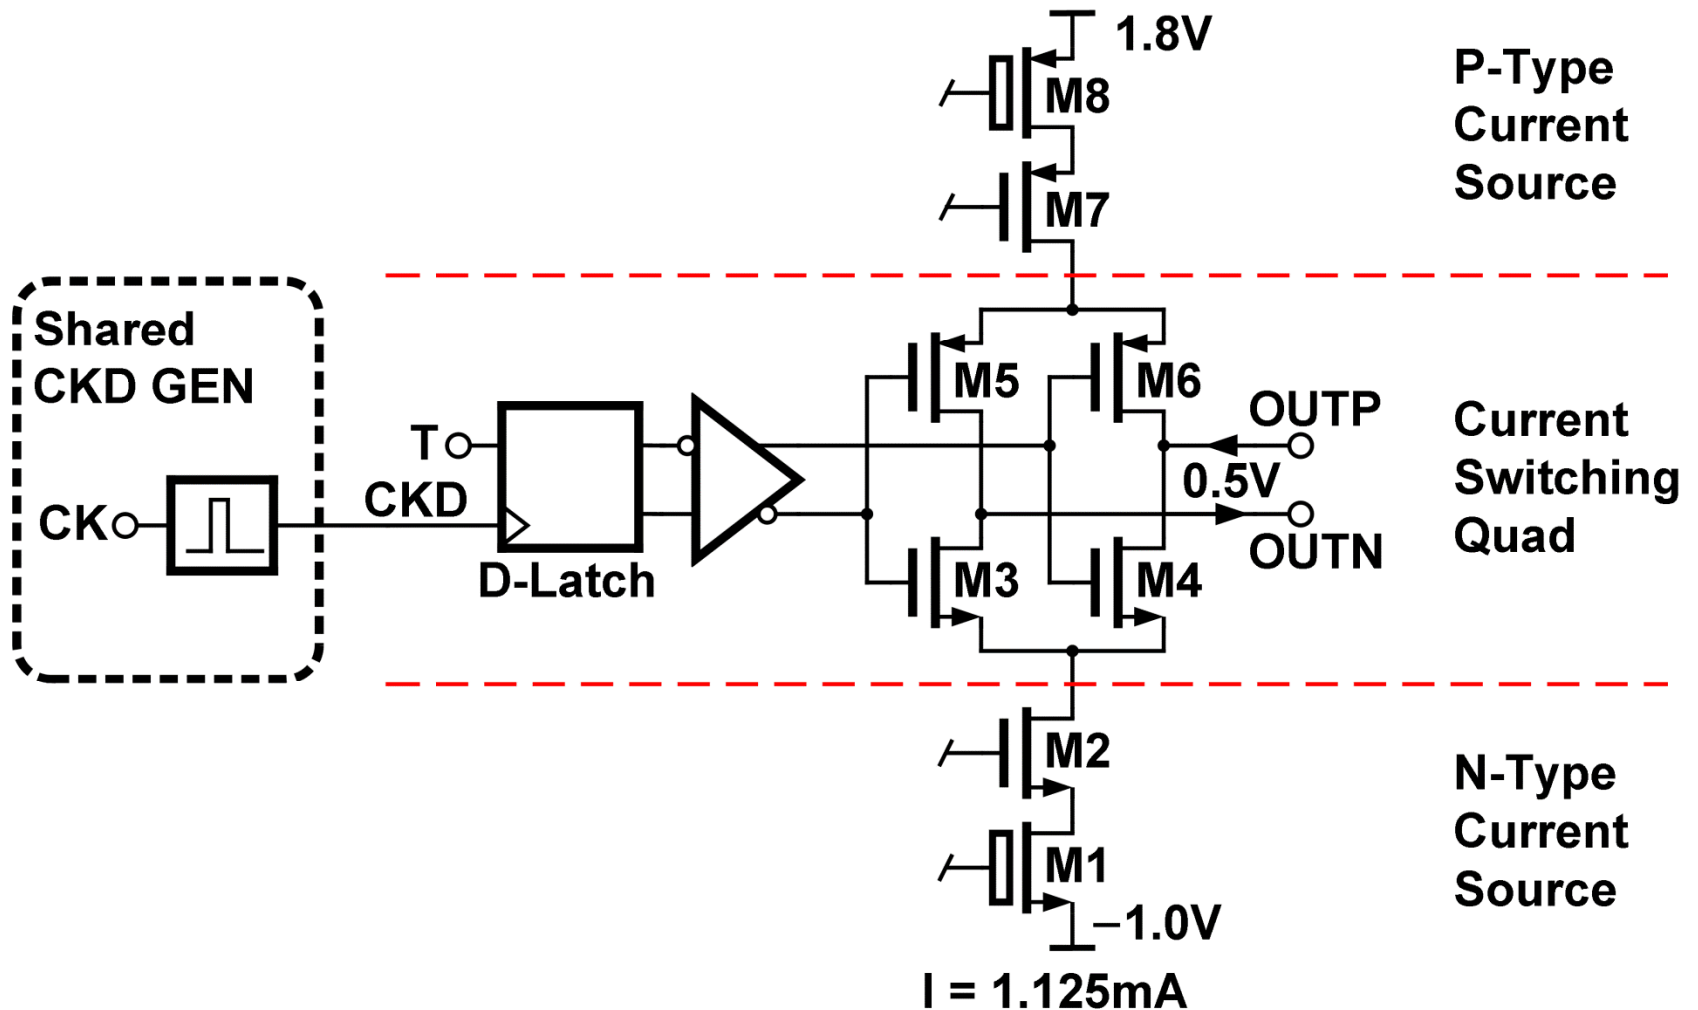 1.8V
M8
M7
P-Type
Current
Source
Shared
CKD GEN
CK
T
CKD
D-Latch
M5
M6
M3
M4
OUTP
0.5V
OUTN
Current
Switching
Quad
M2
M1
–1.0V
I = 1.125mA
N-Type
Current
Source